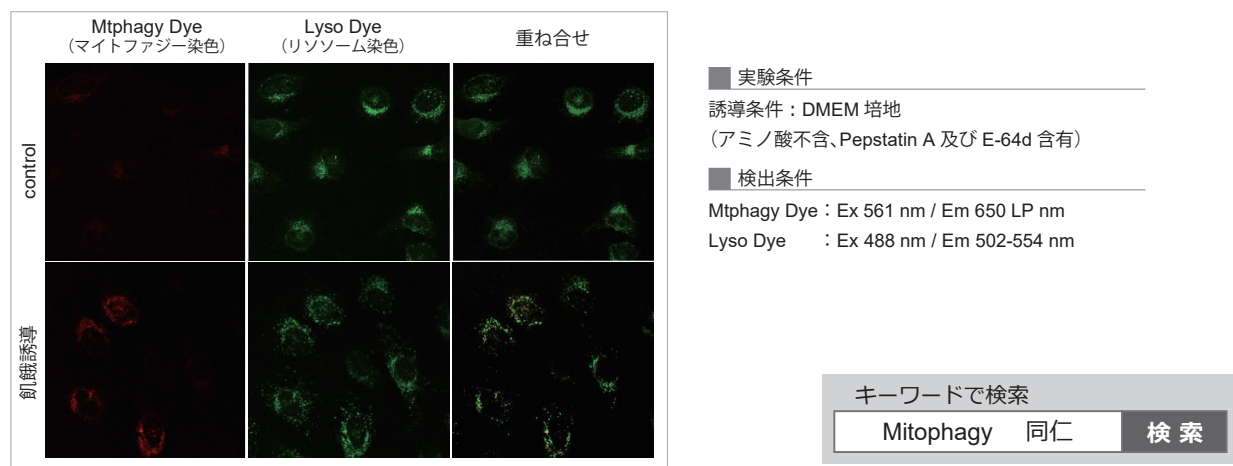 Mtphagy Dye
（マイトファジー染色）
Lyso Dye
（リソソーム染色）
重ね合せ
control
飢餓誘導
実験条件
誘導条件：DMEM 培地
（アミノ酸不含、Pepstatin A 及び E-64d 含有）
検出条件
Mtphagy Dye：Ex 561 nm / Em 650 LP nm
Lyso Dye ：Ex 488 nm / Em 502-554 nm
キーワードで検索
Mitophagy 同仁 検 索